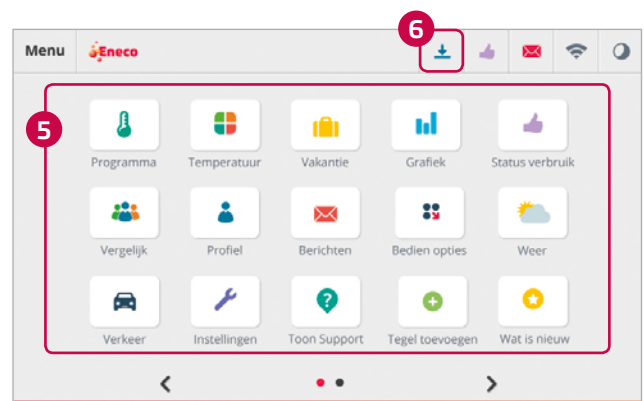 6
Menu Eneco
5
Programma Temperatuur Vakantie Grafiek Status verbruik
Vergelijk Profiel Berichten Bedien opties Weer
?
Verkeer Instellingen Toon Support Tegel toevoegen Wat is nieuw